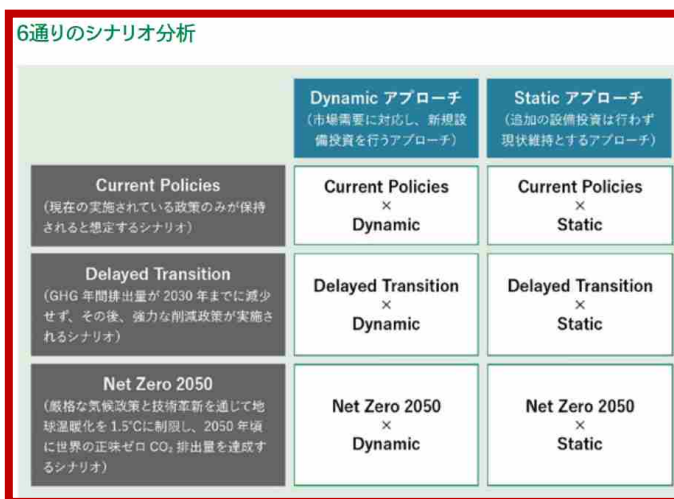 6通りのシナリオ分析
Dynamic アプローチ
（市場需要に対応し、新規設
備投資を行うアプローチ）
Static アプローチ
（追加の設備投資は行わず
現状維持とするアプローチ）
Current Policies
（現在の実施されている政策のみが保持
されると想定するシナリオ）
Current Policies
×
Dynamic
Current Policies
×
Static
Delayed Transition
（GHG 年間排出量が 2030 年までに減少
せず、その後、強力な削減政策が実施さ
れるシナリオ）
Delayed Transition
×
Dynamic
Delayed Transition
×
Static
Net Zero 2050
（厳格な気候政策と技術革新を通じて地
球温暖化を 1.5℃に制限し、2050 年頃
に世界の正味ゼロ CO₂ 排出量を達成す
るシナリオ）
Net Zero 2050
×
Dynamic
Net Zero 2050
×
Static